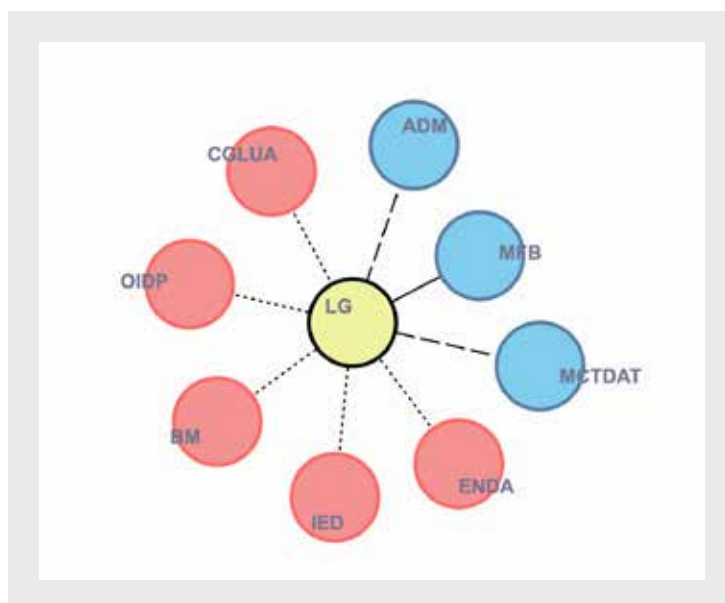 ADM
CGLUA
MFB
OIDP
LG
MCTDAT
BM
ENDA
IED